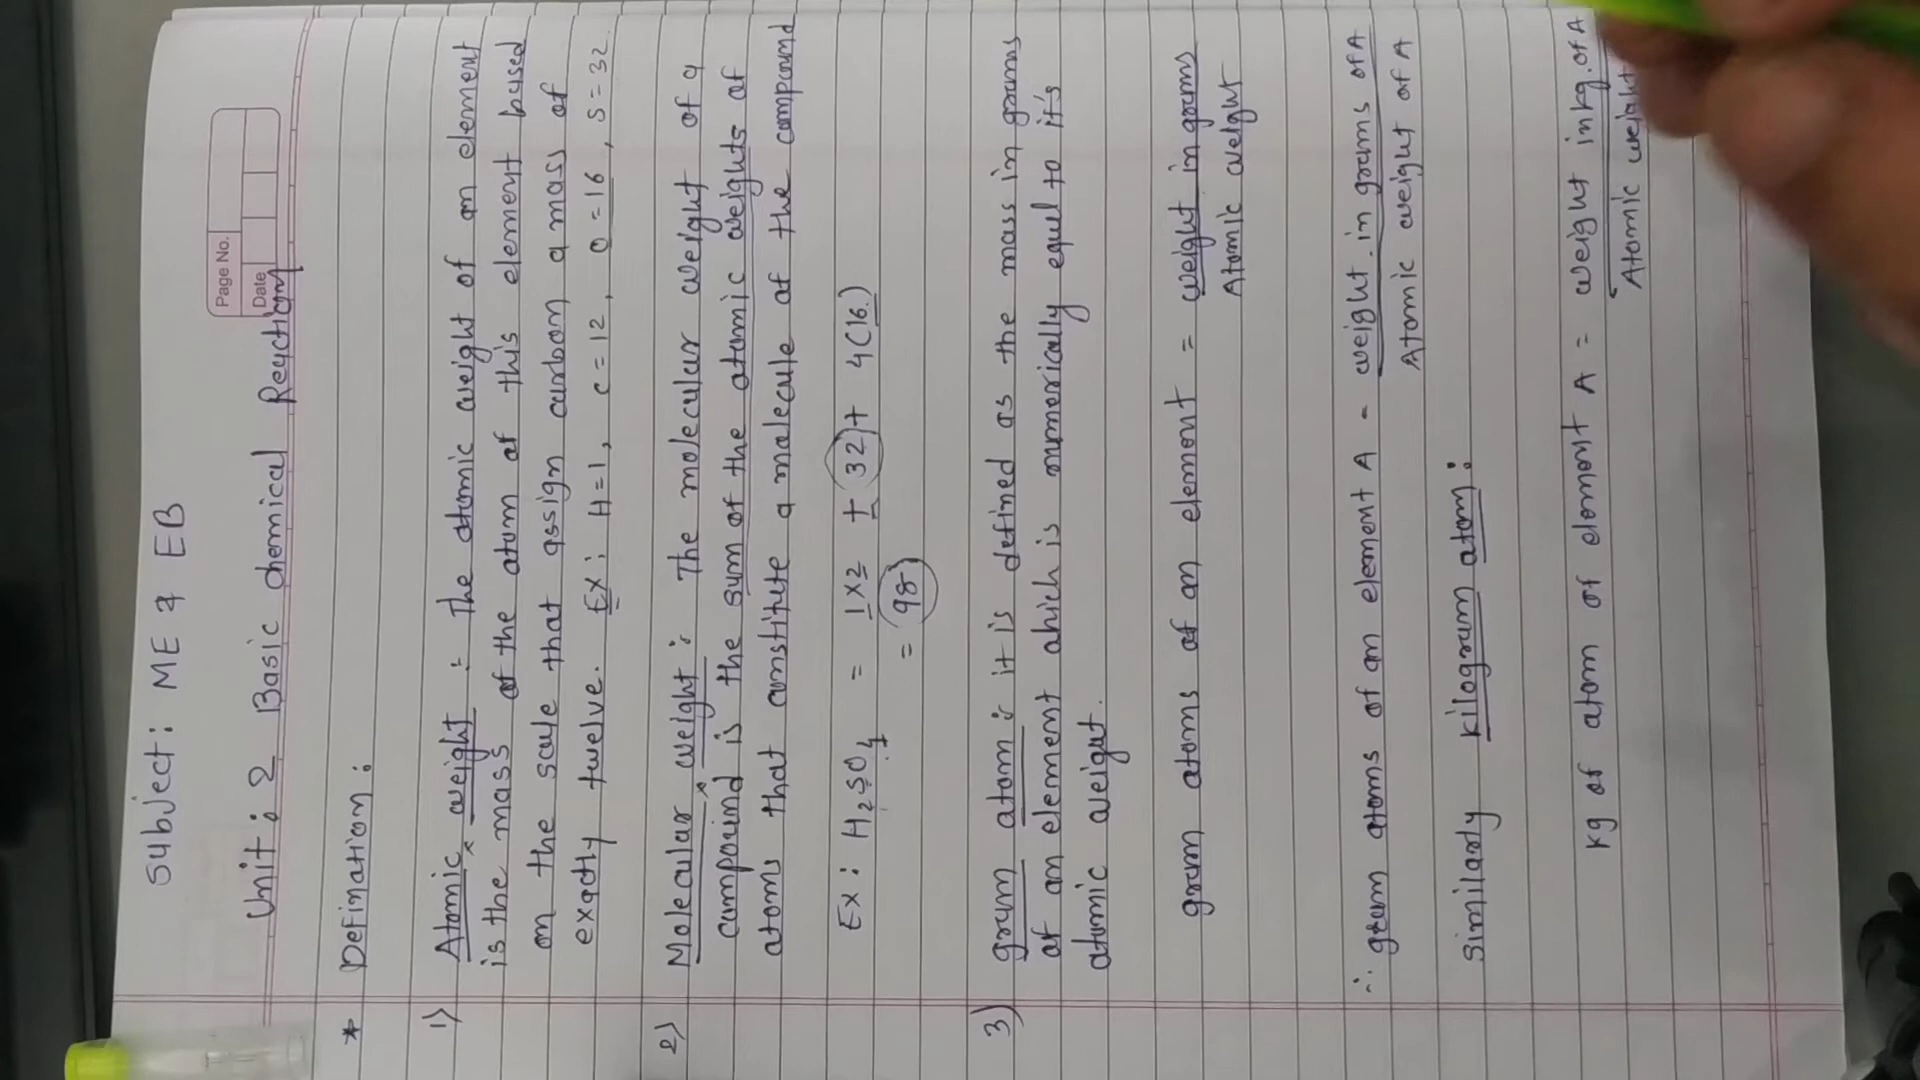 Subject: ME & EB
Page No.
Date
Unit: 2 Basic chemical Reaction
* Defination:
1) Atomic weight :- The atomic weight of an element
is the mass of the atom of this element based
on the scale that assign carbon a mass of
exactly twelve. Ex: H=1, C=12, O=16, S=32
2) Molecular weight: The molecular weight of a
compound is the sum of the atomic weights of
atoms that constitute a molecule of the compound
Ex: H2SO4 = 1x2 + (32)+ 4(16)
= 98
3) gram atom: it is defined as the mass in grams
of an element which is numerically equel to it's
atomic weight.
gram atoms of an element = weight in grams
Atomic weight
∴ gram atoms of an element A = weight in grams of A
Atomic weight of A
Similarly kilogram atom:
kg of atom of element A = weight in kg. of A
Atomic weight